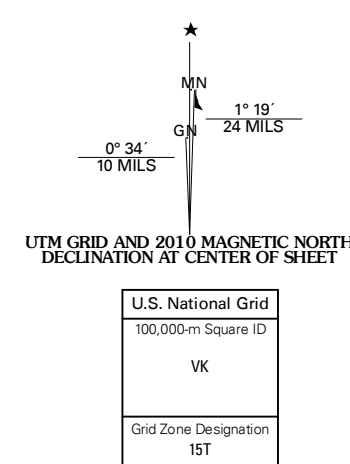 MN
1° 19´
24 MILS
GN
0° 34´
10 MILS
UTM GRID AND 2010 MAGNETIC NORTH
DECLINATION AT CENTER OF SHEET
U.S. National Grid
100,000-m Square ID
VK
Grid Zone Designation
15T